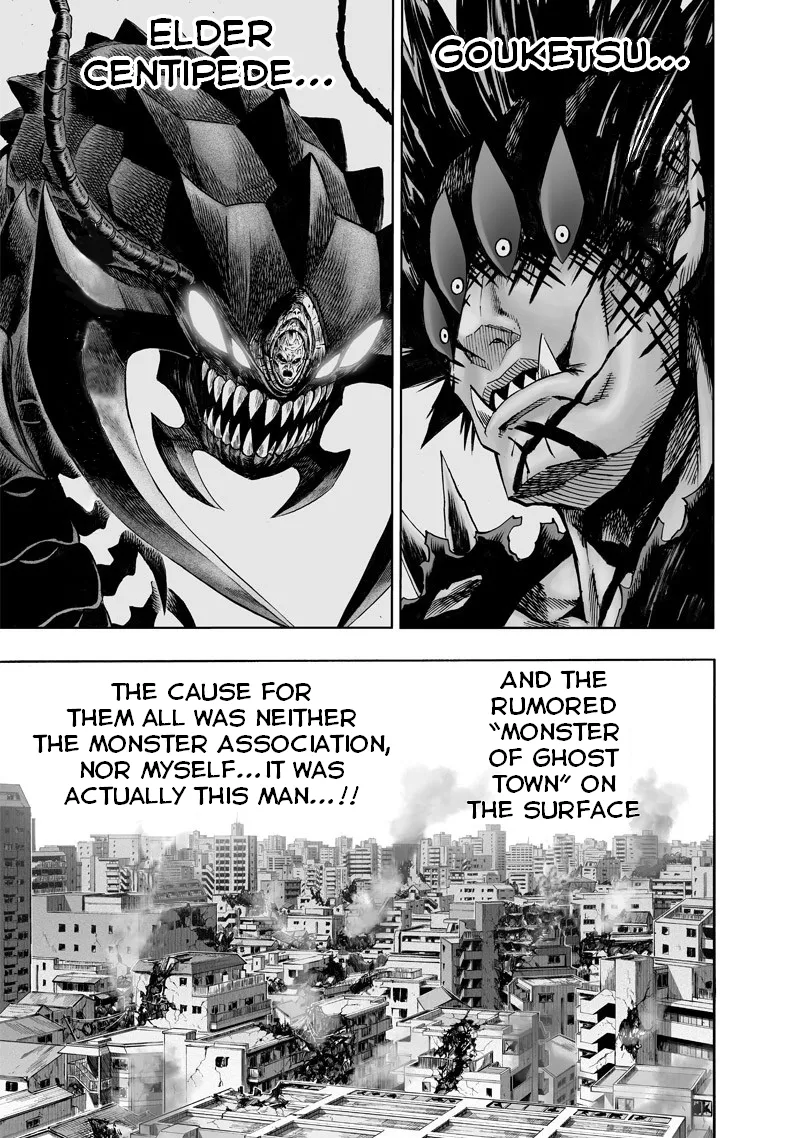 GOUKETSU...
ELDER
CENTIPEDE...
AND THE
RUMORED
“MONSTER
OF GHOST
TOWN” ON
THE SURFACE
THE CAUSE FOR
THEM ALL WAS NEITHER
THE MONSTER ASSOCIATION,
NOR MYSELF...IT WAS
ACTUALLY THIS MAN...!!